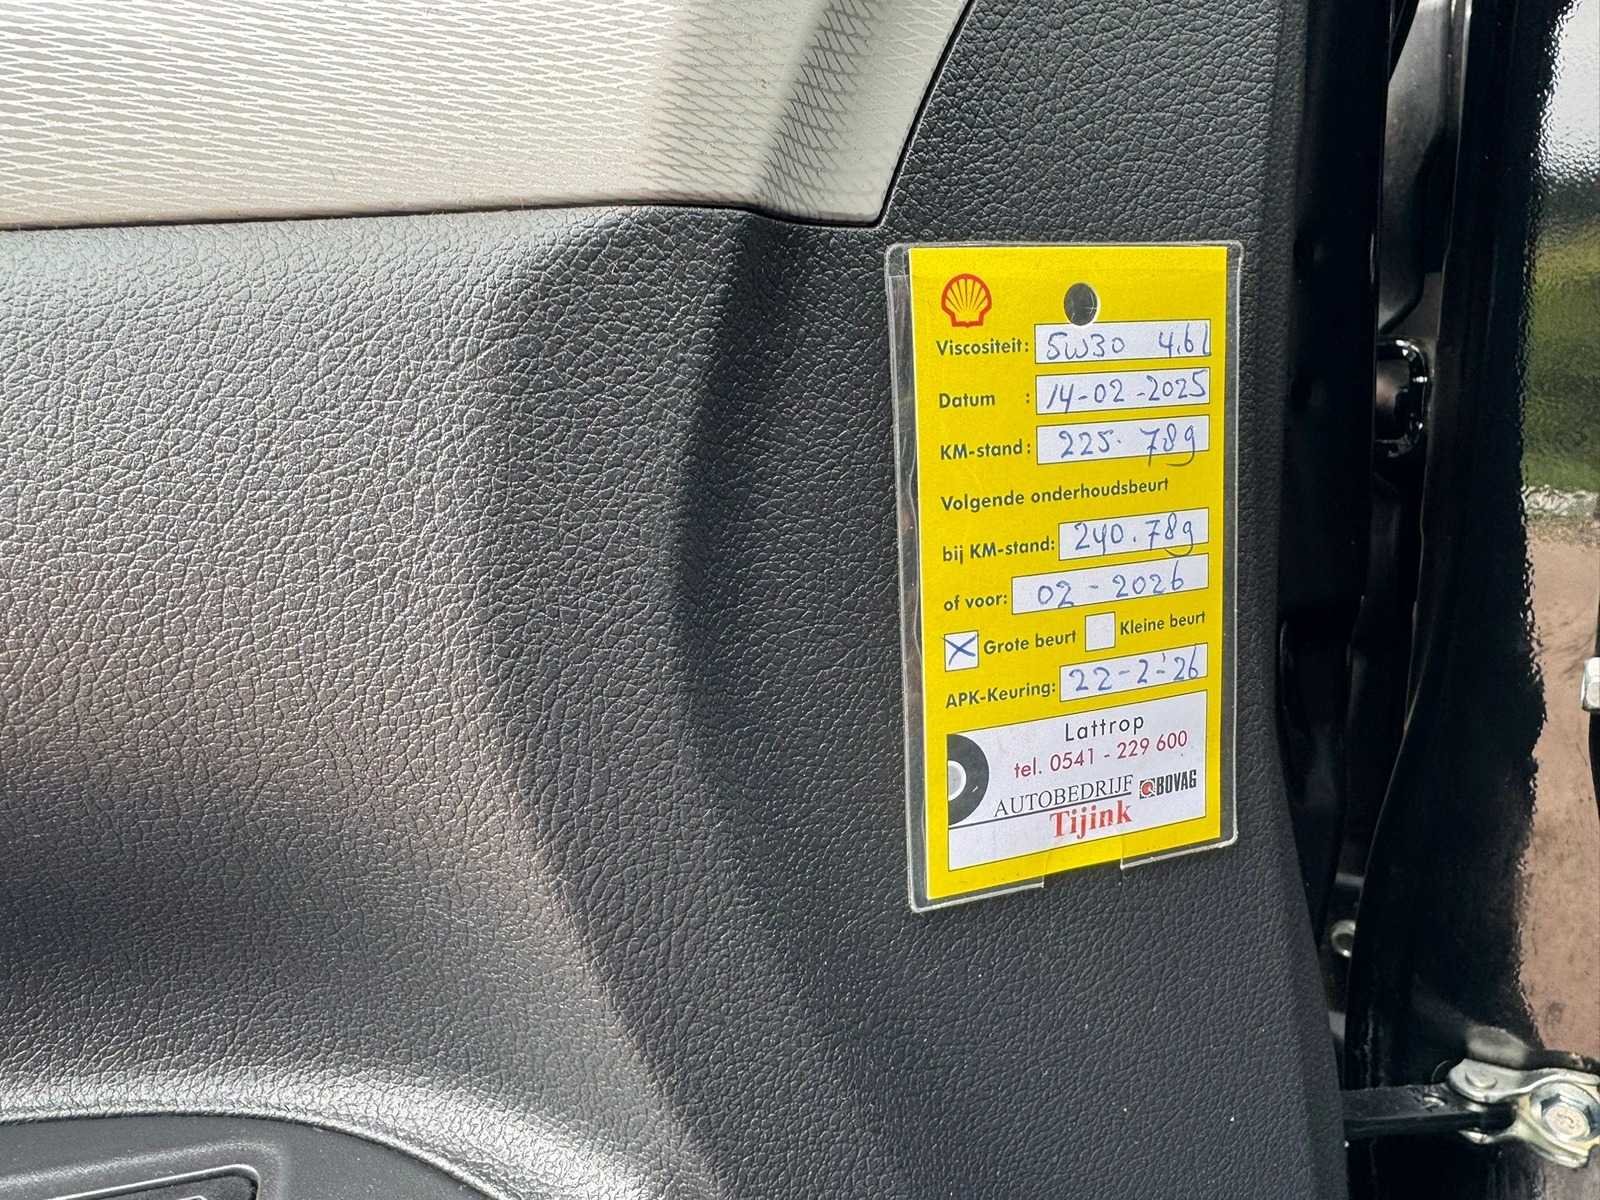 Viscositeit: 5W30 4.6l
Datum : 14-02-2025
KM-stand: 225.789
Volgende onderhoudsbeurt
bij KM-stand: 240.789
of voor: 02-2026
Grote beurt Kleine beurt
APK-Keuring: 22-2-'26
Lattrop
tel. 0541 - 229 600
AUTOBEDRIJF BOVAG
Tijink